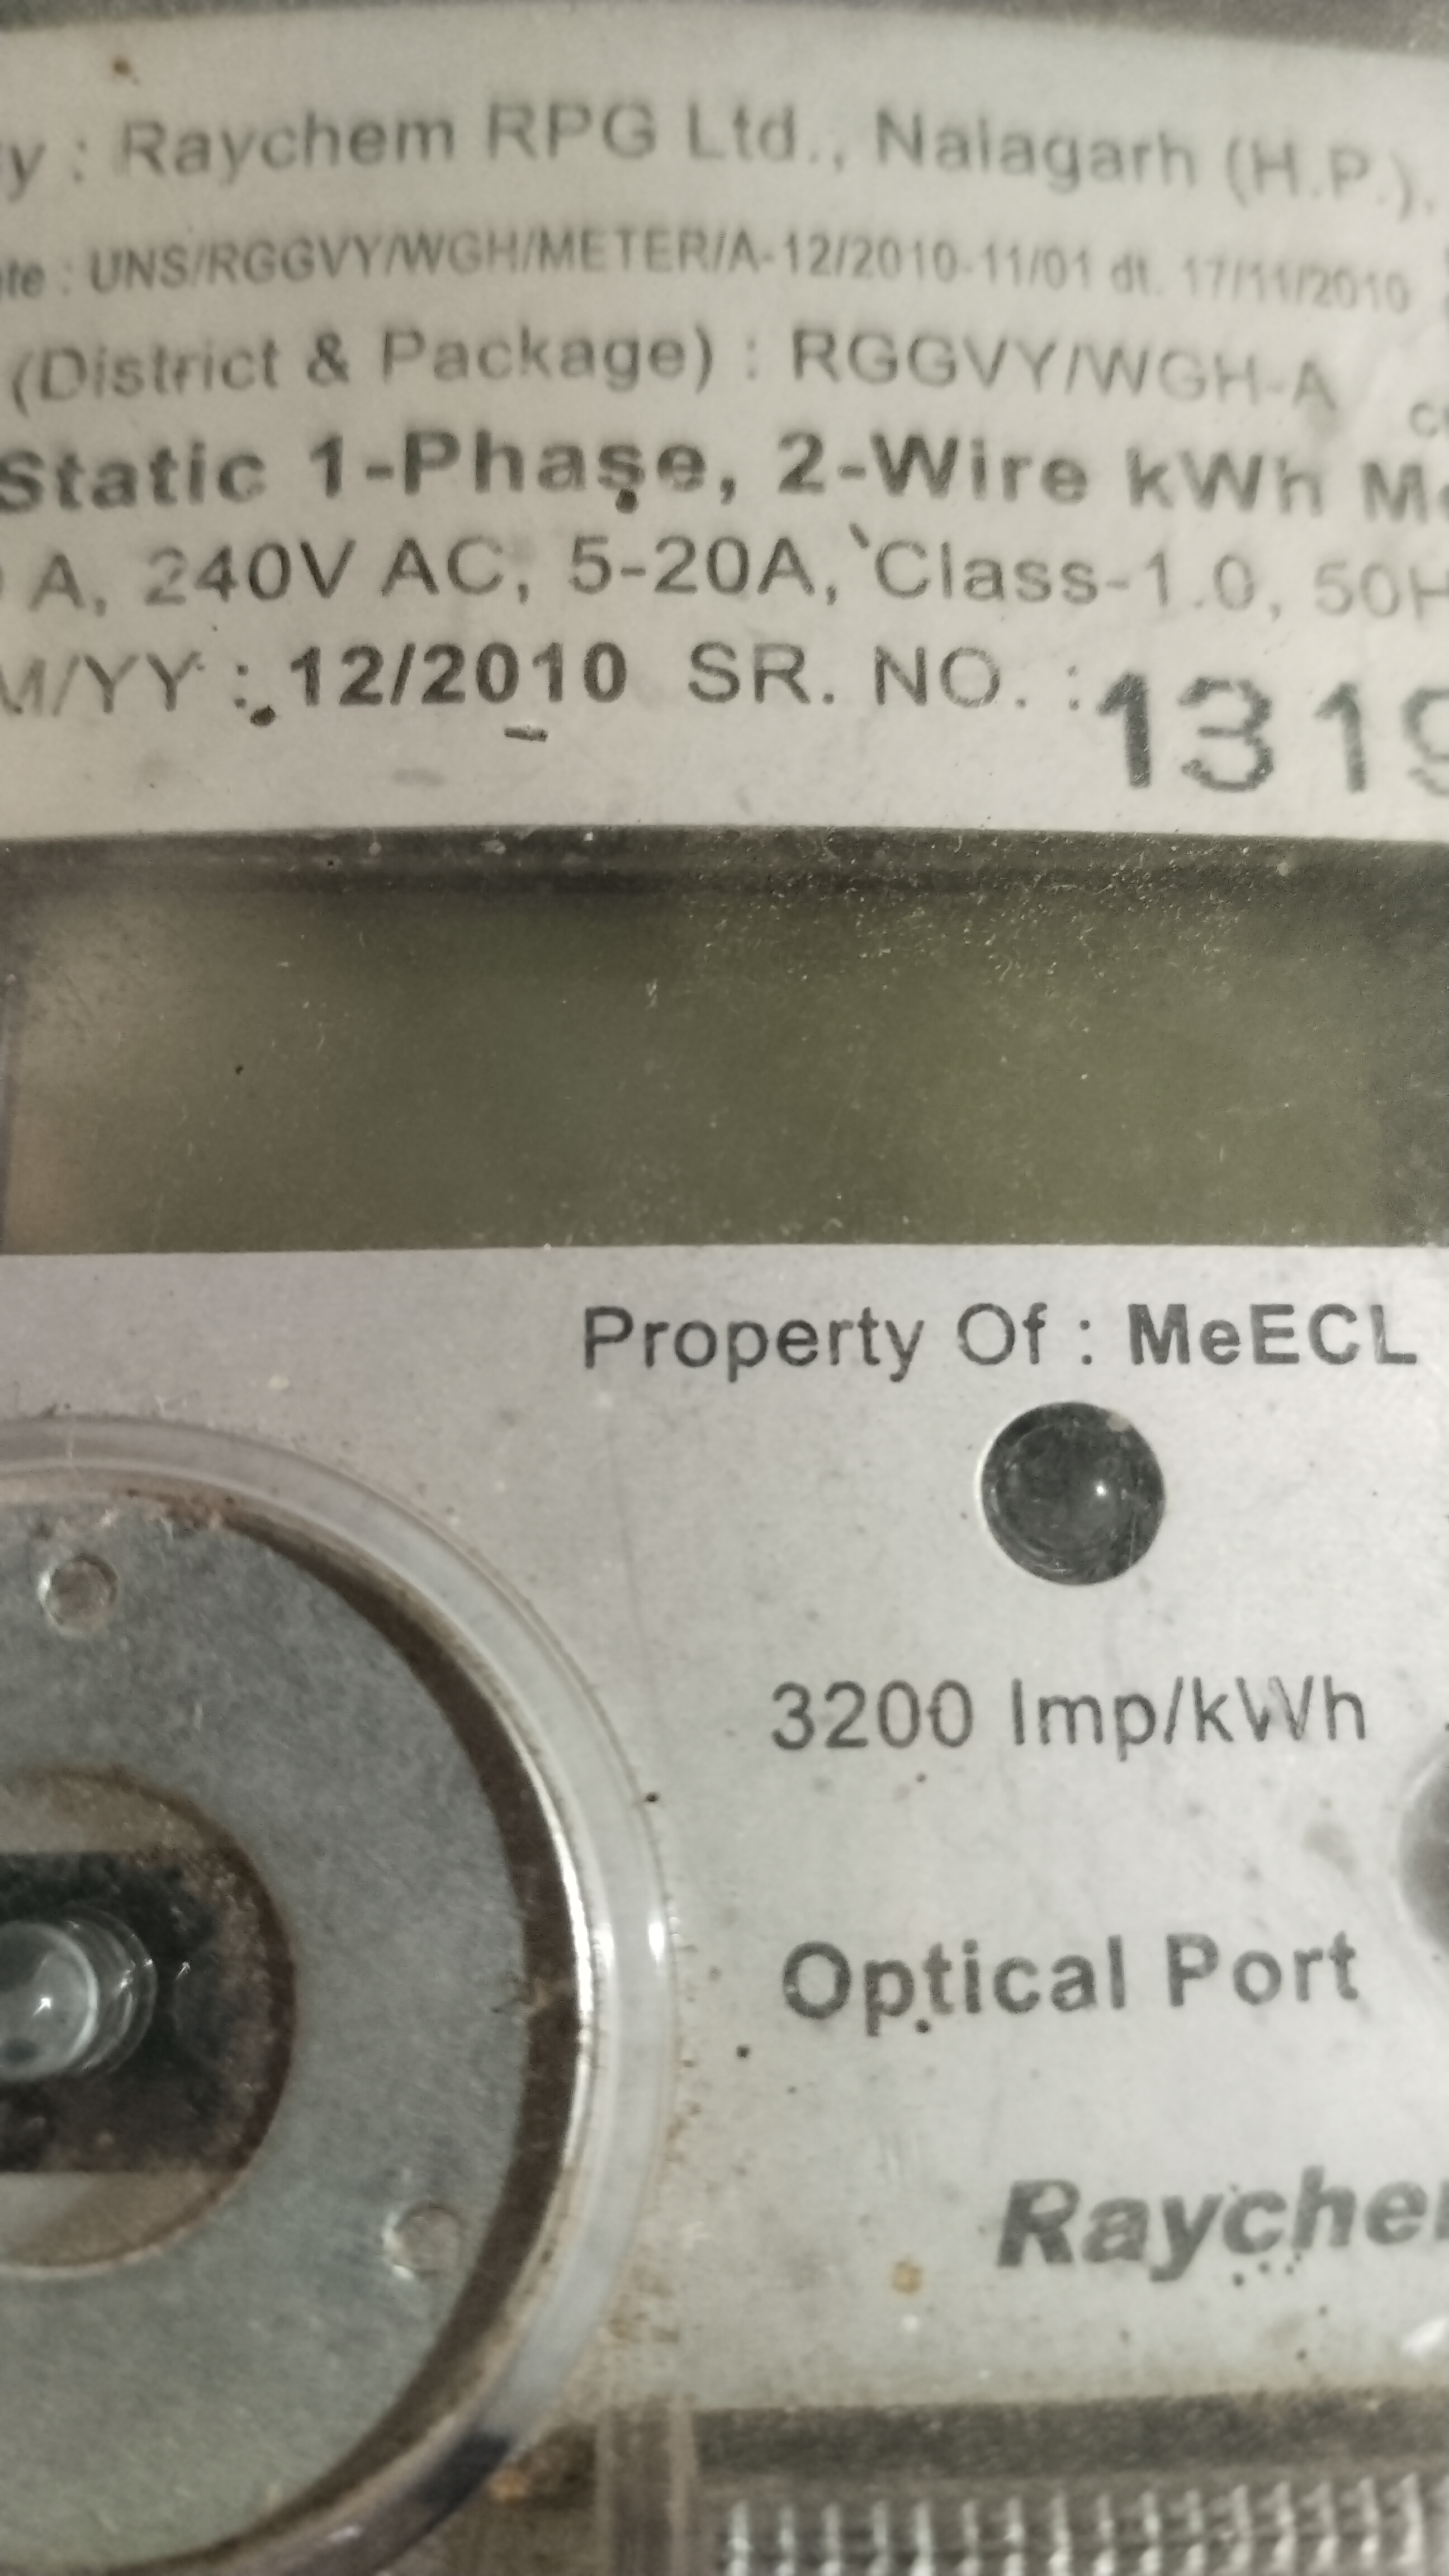 y : Raychem RPG Ltd., Nalagarh (H.P.),
te : UNS/RGGVY/WGH/METER/A-12/2010-11/01 dt. 17/11/2010
(District & Package) : RGGVY/WGH-A
Static 1-Phase, 2-Wire kWh M
A, 240V AC, 5-20A, Class-1.0, 50H
M/YY : 12/2010 SR. NO. : 1319
Property Of : MeECL
3200 Imp/kWh
Optical Port
Rayche